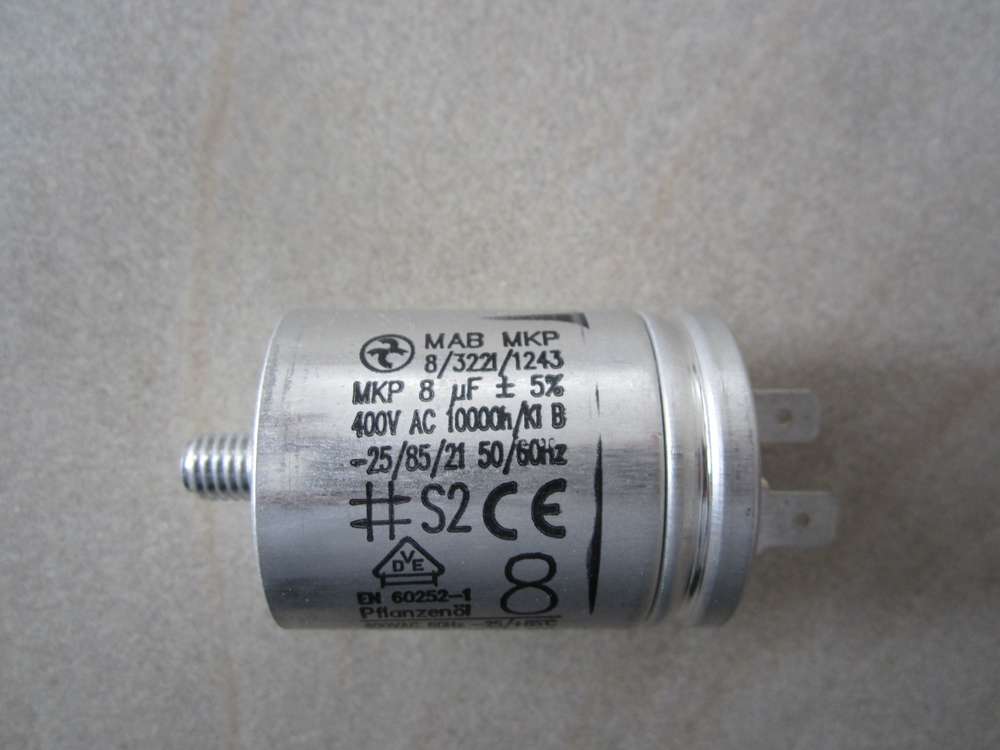 MAB MKP
8/3221/1243
MKP 8 µF ± 5%
400V AC 10000h/Kl B
-25/85/21 50/60Hz
S2 CE
DVE
EN 60252-1
Pflanzenöl
8